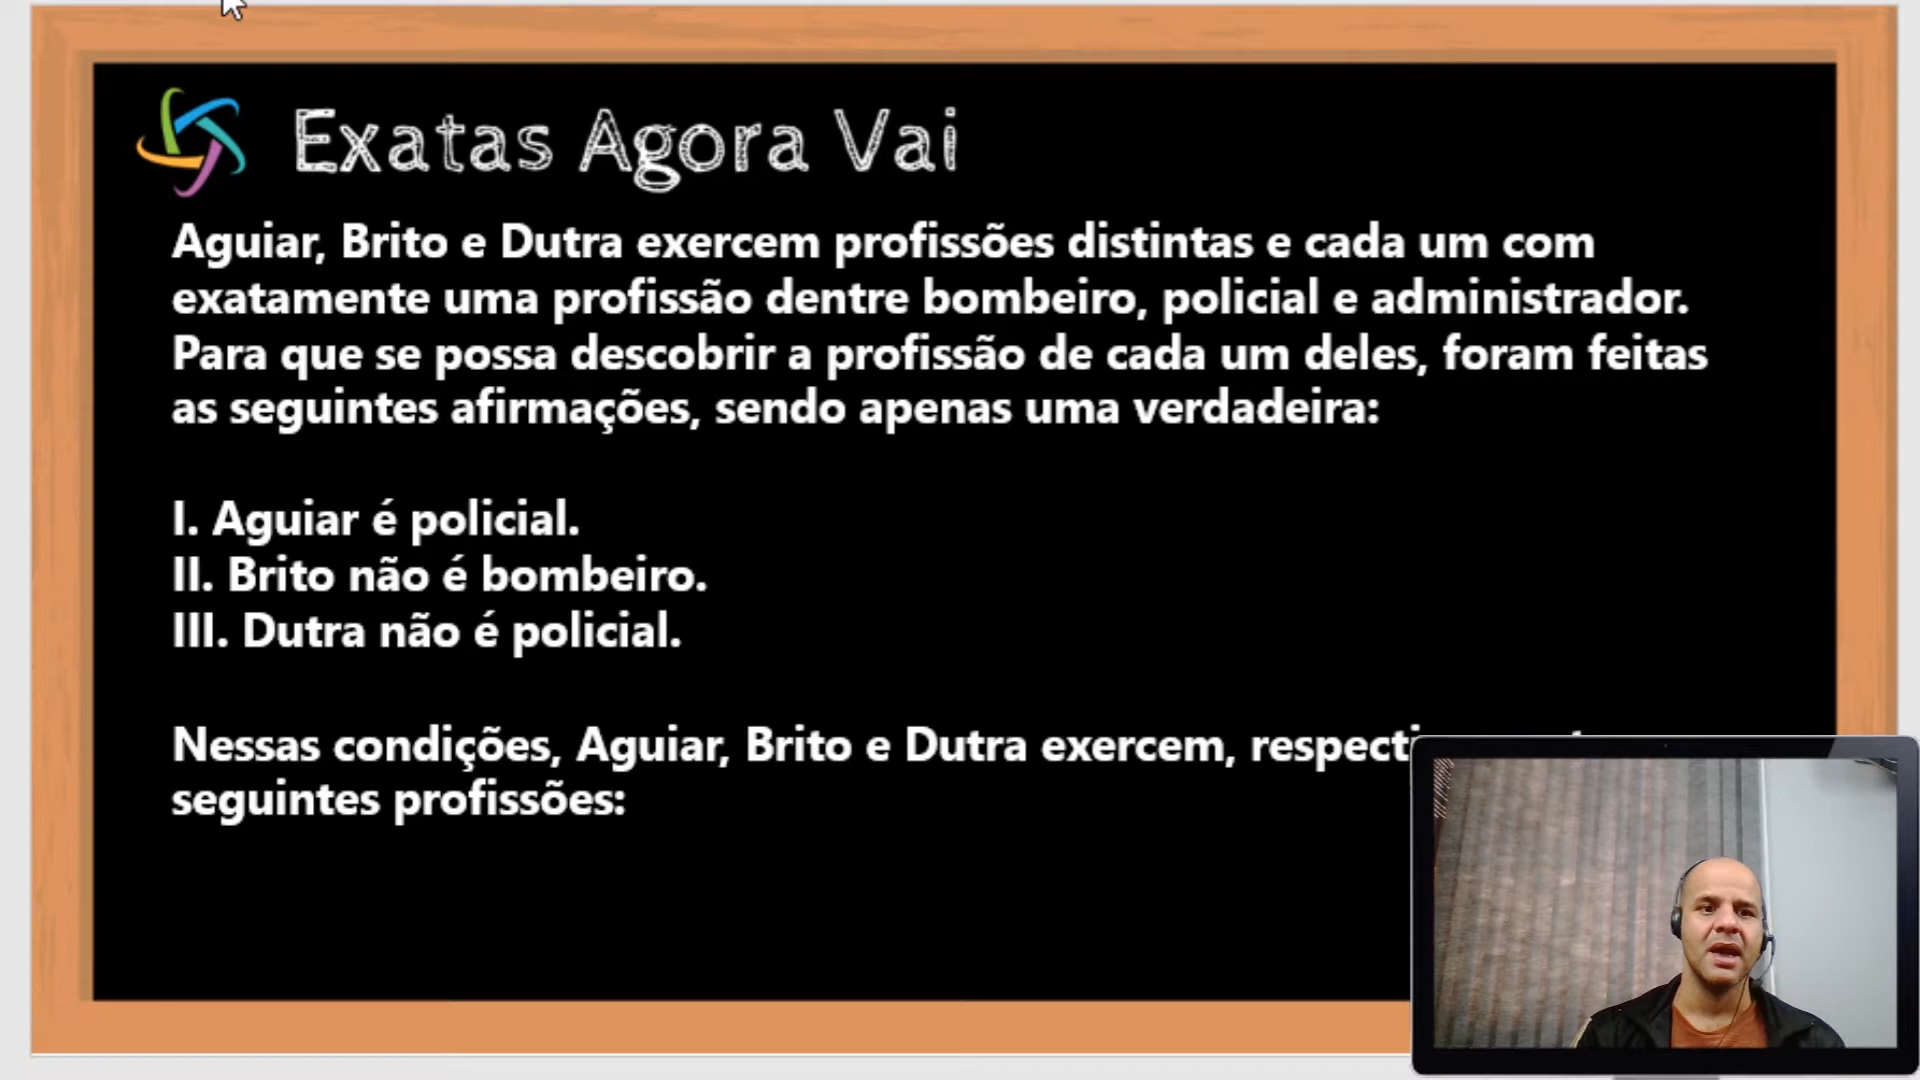 Exatas Agora Vai
Aguiar, Brito e Dutra exercem profissões distintas e cada um com
exatamente uma profissão dentre bombeiro, policial e administrador.
Para que se possa descobrir a profissão de cada um deles, foram feitas
as seguintes afirmações, sendo apenas uma verdadeira:
I. Aguiar é policial.
II. Brito não é bombeiro.
III. Dutra não é policial.
Nessas condições, Aguiar, Brito e Dutra exercem,
seguintes profissões: